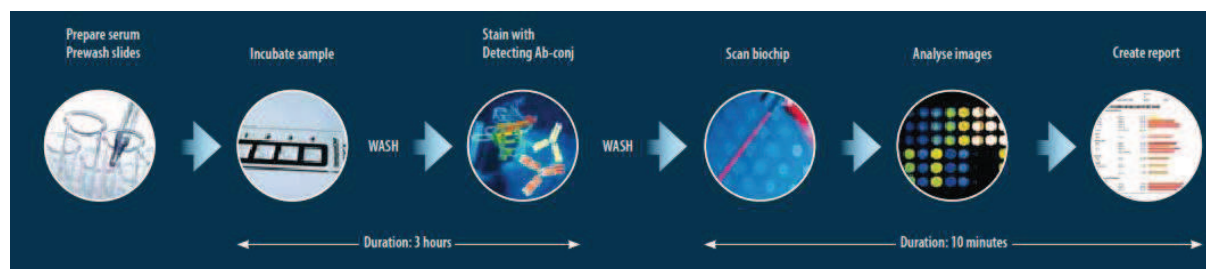 Prepare serum
Prewash slides
Incubate sample
WASH
Stain with
Detecting Ab-conj
WASH
Scan biochip
Analyse images
Create report
Duration: 3 hours
Duration: 10 minutes